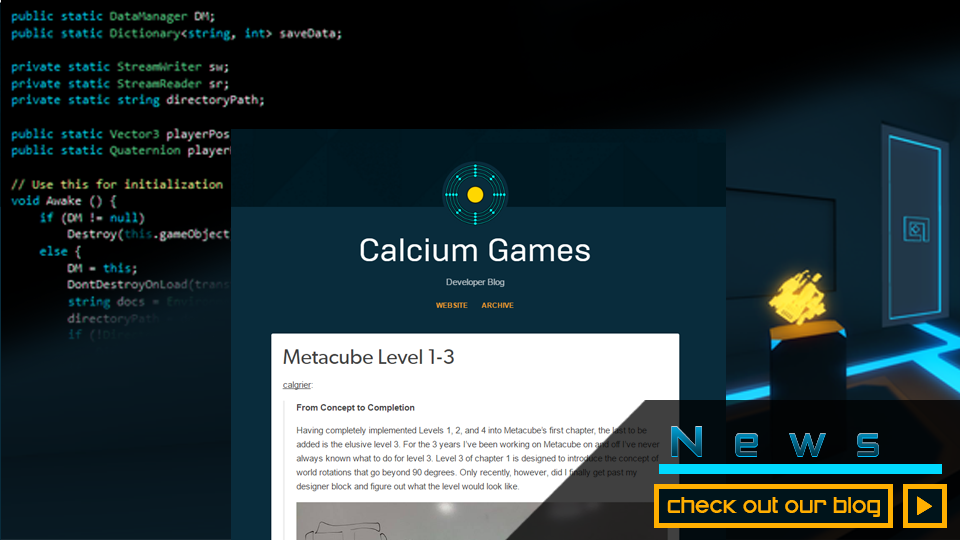 public static DataManager DM;
public static Dictionary<string, int> saveData;
private static StreamWriter sw;
private static StreamReader sr;
private static string directoryPath;
public static Vector3 playerPos
public static Quaternion player
// Use this for initialization
void Awake () {
if (DM != null)
Destroy(this.gameObject
else {
DM = this;
DontDestroyOnLoad(trans
string docs =
directoryPath
Calcium Games
Developer Blog
WEBSITE ARCHIVE
Metacube Level 1-3
calgrier:
From Concept to Completion
Having completely implemented Levels 1, 2, and 4 into Metacube's first chapter, the last to be
added is the elusive level 3. For the 3 years I've been working on Metacube on and off I've never
always known what to do for level 3. Level 3 of chapter 1 is designed to introduce the concept of
world rotations that go beyond 90 degrees. Only recently, however, did I finally get past my
designer block and figure out what the level would look like.
News
check out our blog